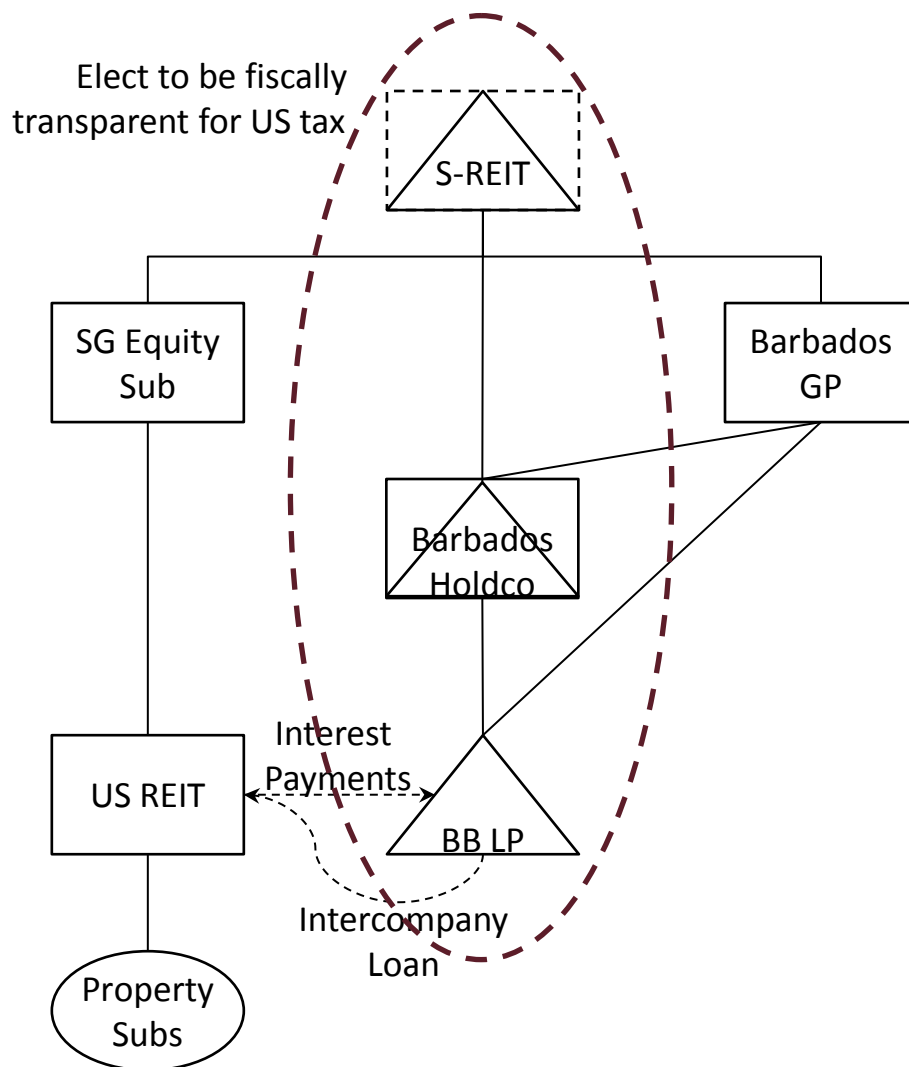 Elect to be fiscally
transparent for US tax
S-REIT
SG Equity
Sub
Barbados
GP
Barbados
Holdco
Interest
Payments
US REIT
BB LP
Intercompany
Loan
Property
Subs